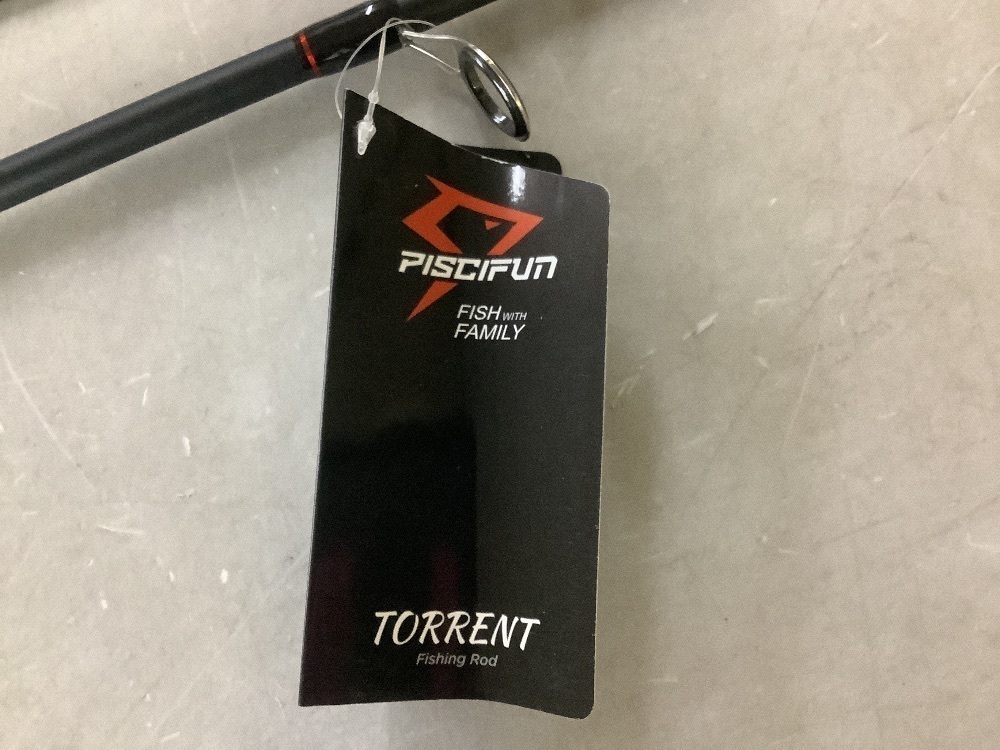 PISCIFUN
FISH WITH
FAMILY
TORRENT
Fishing Rod